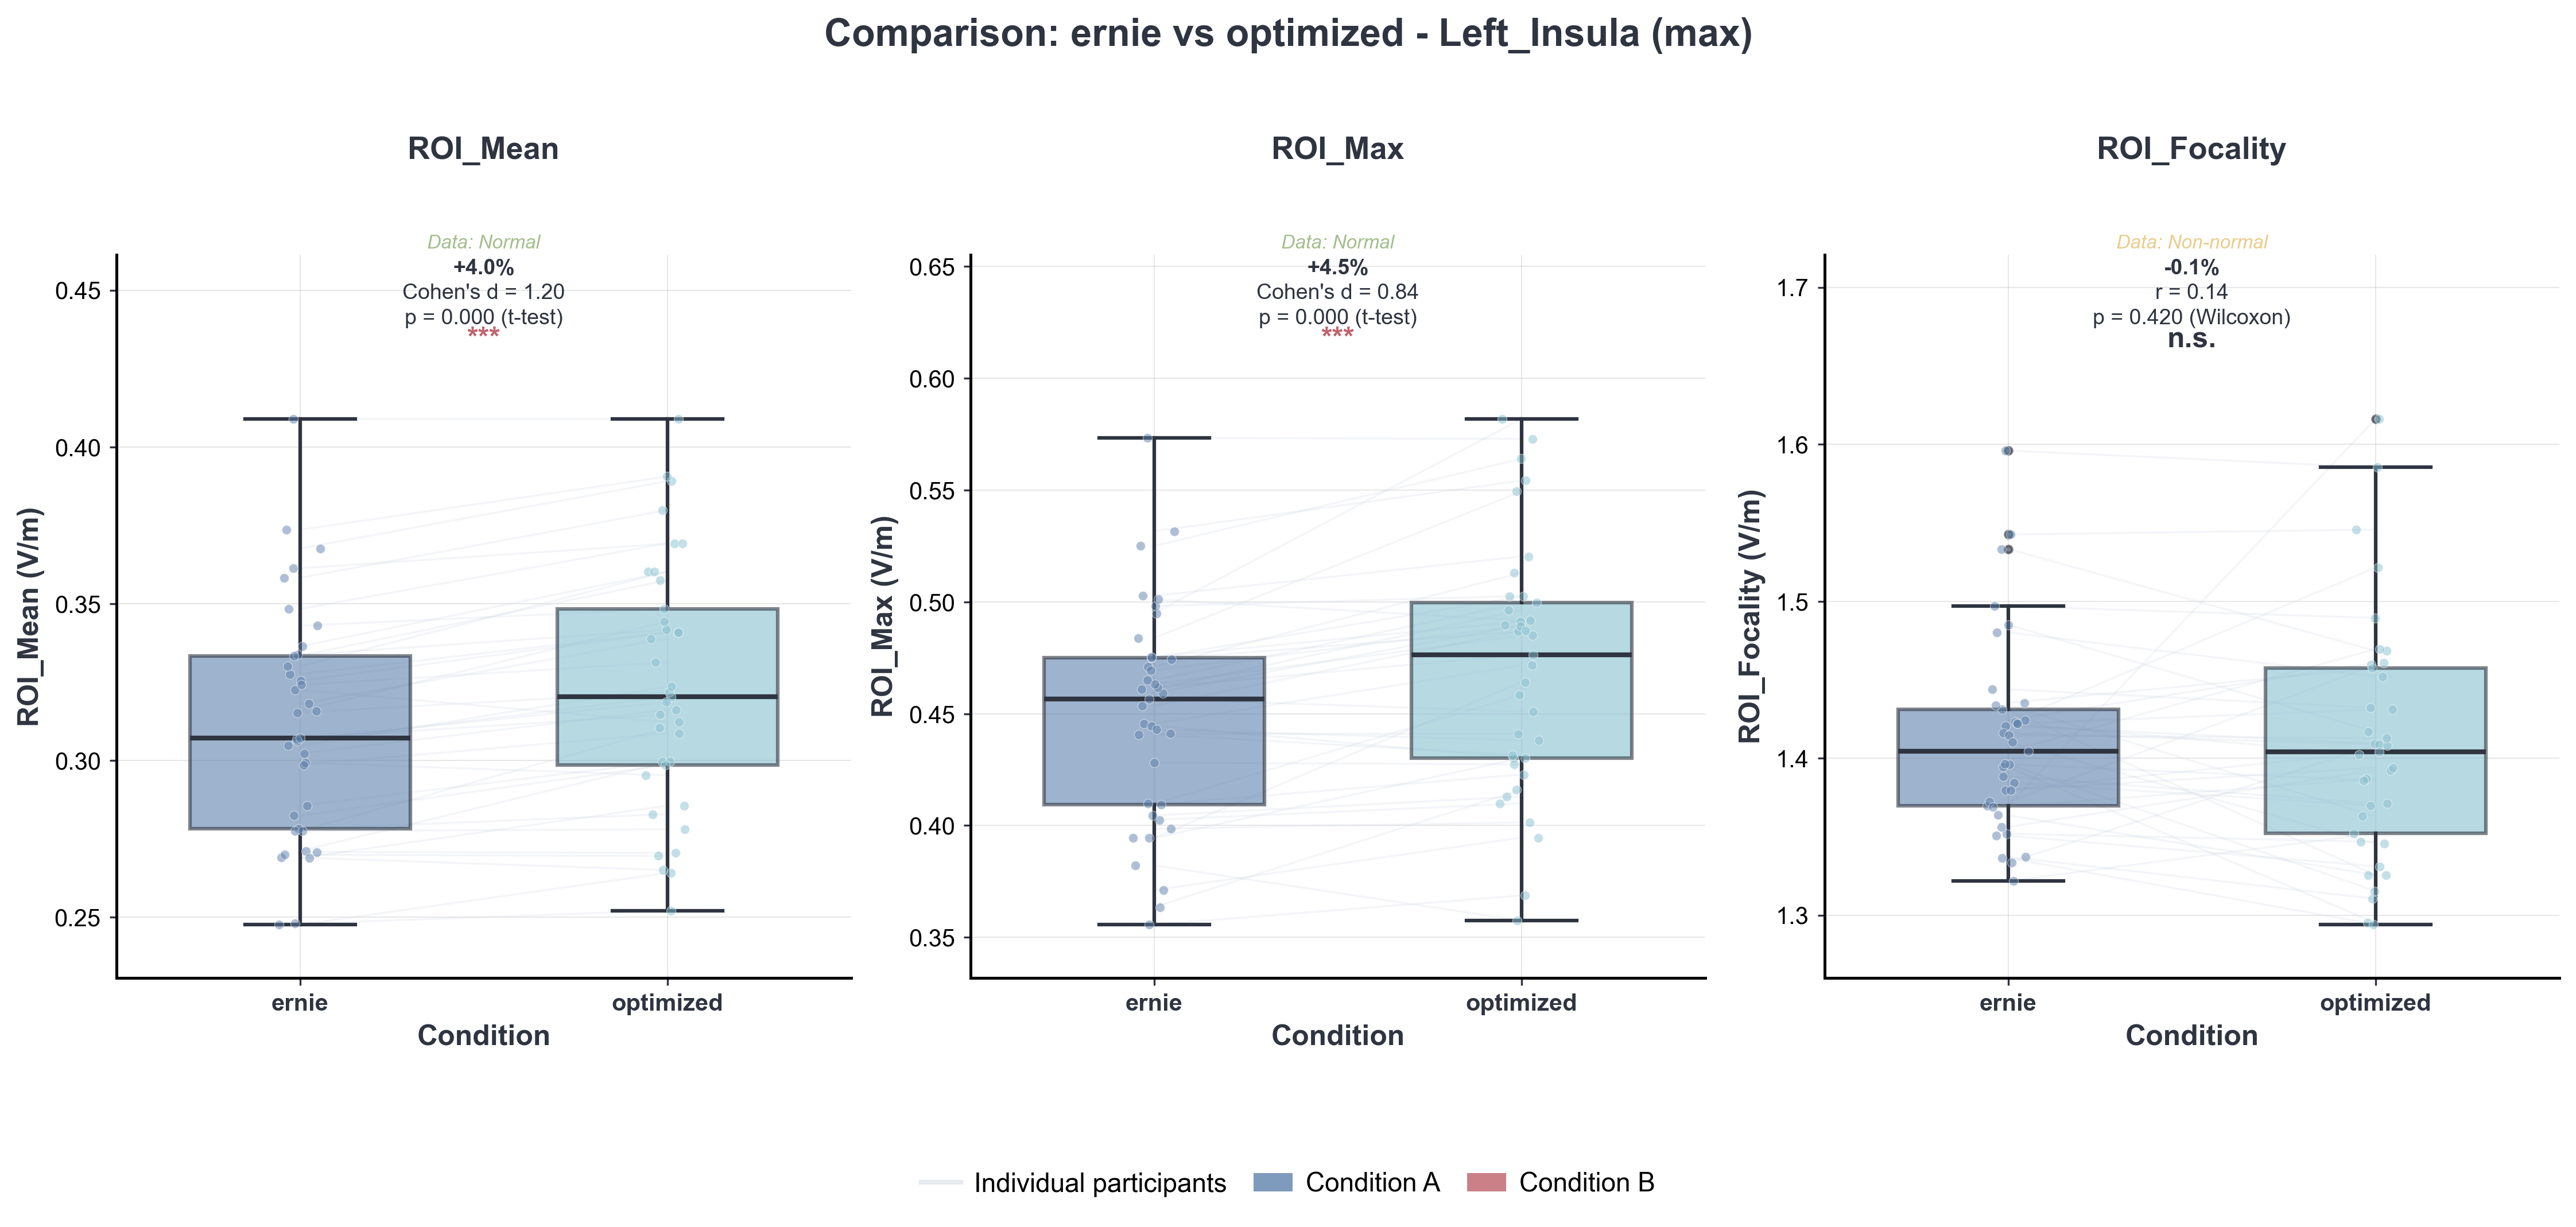 Comparison: ernie vs optimized - Left_Insula (max)
ROI_Mean
Data: Normal
+4.0%
Cohen's d = 1.20
p = 0.000 (t-test)
***
0.45
0.40
0.35
0.30
0.25
ROI_Mean (V/m)
ernie
optimized
Condition
ROI_Max
Data: Normal
+4.5%
Cohen's d = 0.84
p = 0.000 (t-test)
***
0.65
0.60
0.55
0.50
0.45
0.40
0.35
ROI_Max (V/m)
ernie
optimized
Condition
ROI_Focality
Data: Non-normal
-0.1%
r = 0.14
p = 0.420 (Wilcoxon)
n.s.
1.7
1.6
1.5
1.4
1.3
ROI_Focality (V/m)
ernie
optimized
Condition
Individual participants
Condition A
Condition B